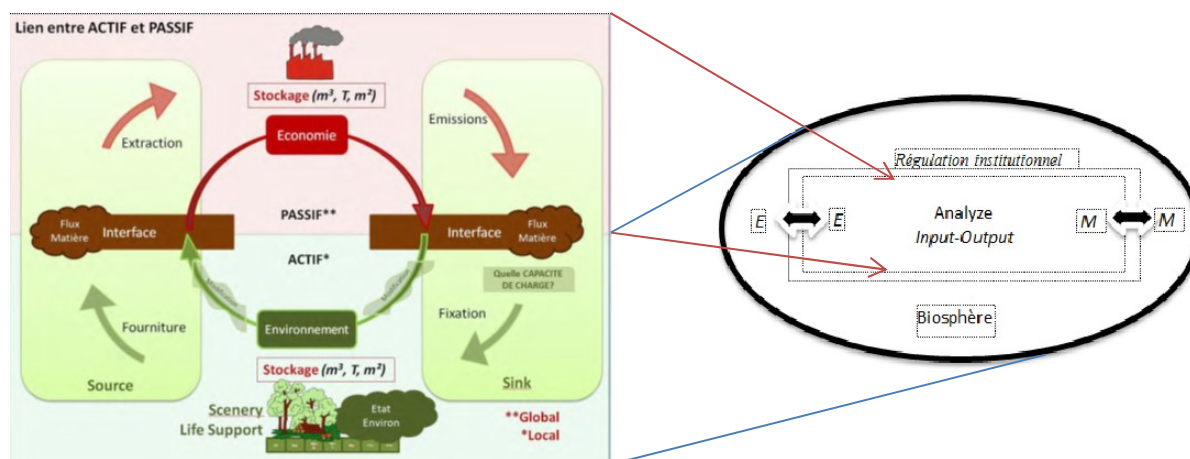 Lien entre ACTIF et PASSIF
Stockage (m³, T, m²)
Extraction
Economie
Emissions
Flux
Matière
Interface
PASSIF**
Interface
Flux
Matière
ACTIF*
Quelle CAPACITE
DE CHARGE?
Fourniture
Environnement
Fixation
Stockage (m³, T, m²)
Source
Sink
Scenery
Life Support
Etat
Environ
**Global
*Local
Régulation institutionnel
E
E
Analyze
Input-Output
M
M
Biosphère